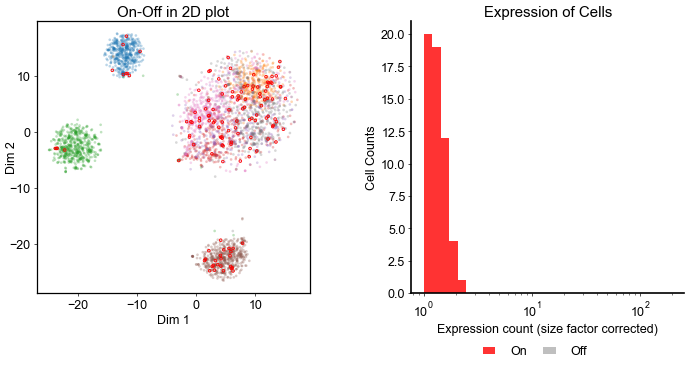 On-Off in 2D plot
Dim 2
10
0
−10
−20
−20
−10
0
10
Dim 1
Expression of Cells
Cell Counts
20.0
17.5
15.0
12.5
10.0
7.5
5.0
2.5
0.0
10⁰
10¹
10²
Expression count (size factor corrected)
On
Off